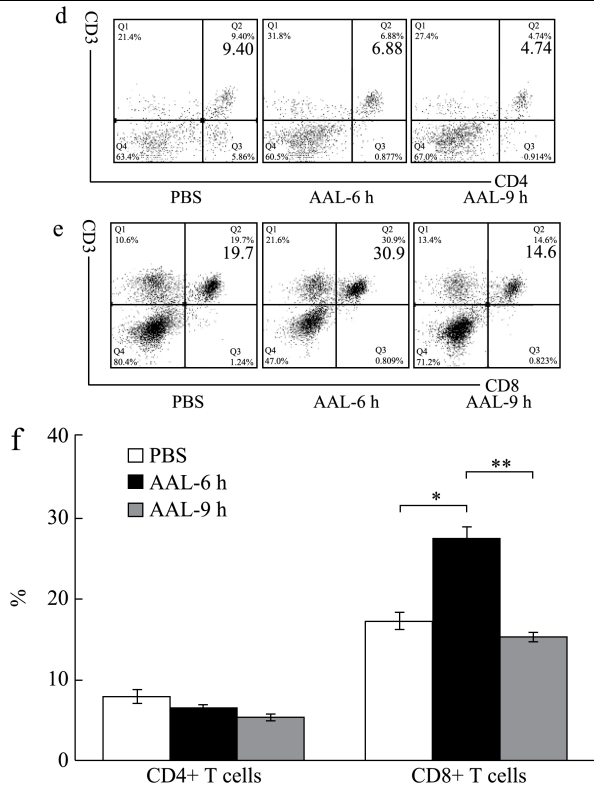 d
CD3
Q1
21.4%
Q2
9.40%
9.40
Q4
63.4%
Q3
5.86%
Q1
31.8%
Q2
6.88%
6.88
Q4
60.5%
Q3
0.877%
Q1
27.4%
Q2
4.74%
4.74
Q4
67.0%
Q3
0.914%
CD4
PBS
AAL-6 h
AAL-9 h
e
CD3
Q1
10.6%
Q2
19.7%
19.7
Q4
80.4%
Q3
1.24%
Q1
21.6%
Q2
30.9%
30.9
Q4
47.0%
Q3
0.809%
Q1
13.4%
Q2
14.6%
14.6
Q4
71.2%
Q3
0.823%
CD8
PBS
AAL-6 h
AAL-9 h
f
40
30
20
10
0
%
PBS
AAL-6 h
AAL-9 h
*
**
CD4+ T cells
CD8+ T cells